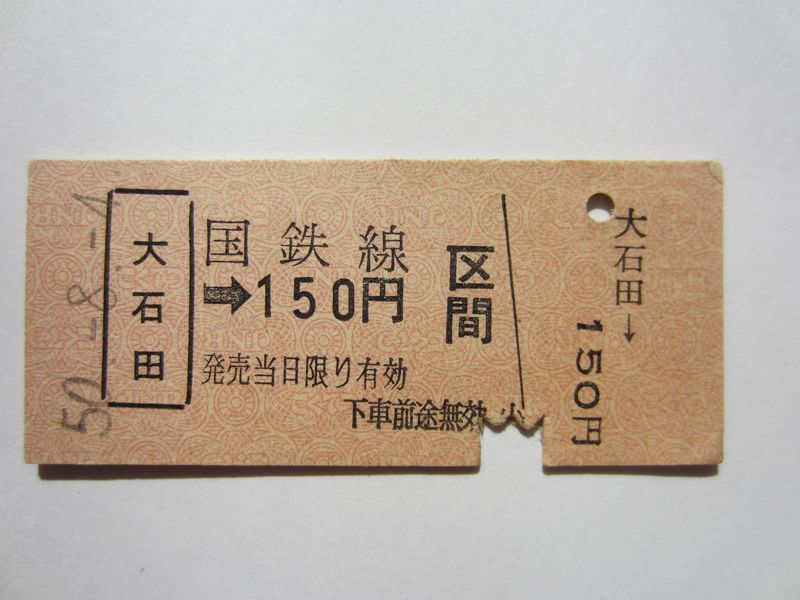 50.-8.-4
大石田
国鉄線
➡150円
区間
発売当日限り有効
下車前途無効
小
大石田→
150円